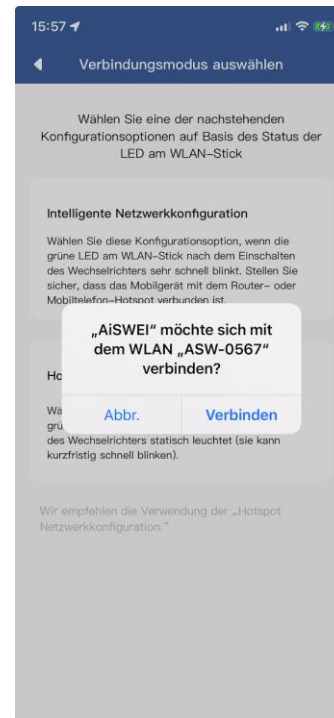 15:57
Verbindungsmodus auswählen
Wählen Sie eine der nachstehenden
Konfigurationsoptionen auf Basis des Status der
LED am WLAN-Stick
Intelligente Netzwerkkonfiguration
Wählen Sie diese Konfigurationsoption, wenn die
grüne LED am WLAN-Stick nach dem Einschalten
des Wechselrichters sehr schnell blinkt. Stellen Sie
sicher, dass das Mobilgerät mit dem Router- oder
Mobiltelefon-Hotspot verbunden ist.
„AiSWEI“ möchte sich mit
dem WLAN „ASW-0567“
verbinden?
Abbr.
Verbinden
des Wechselrichters statisch leuchtet (sie kann
kurzfristig schnell blinken).
Wir empfehlen die Verwendung der „Hotspot
Netzwerkkonfiguration.“